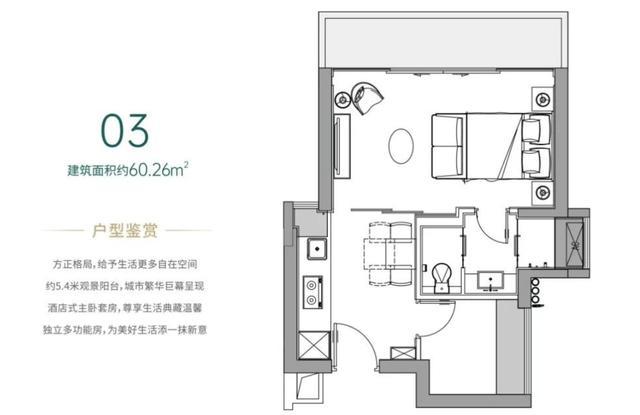 03
建筑面积约60.26m²
户型鉴赏
方正格局,给予生活更多自在空间
约5.4米观景阳台,城市繁华巨幕呈现
酒店式主卧套房,尊享生活典藏温馨
独立多功能房,为美好生活添一抹新意